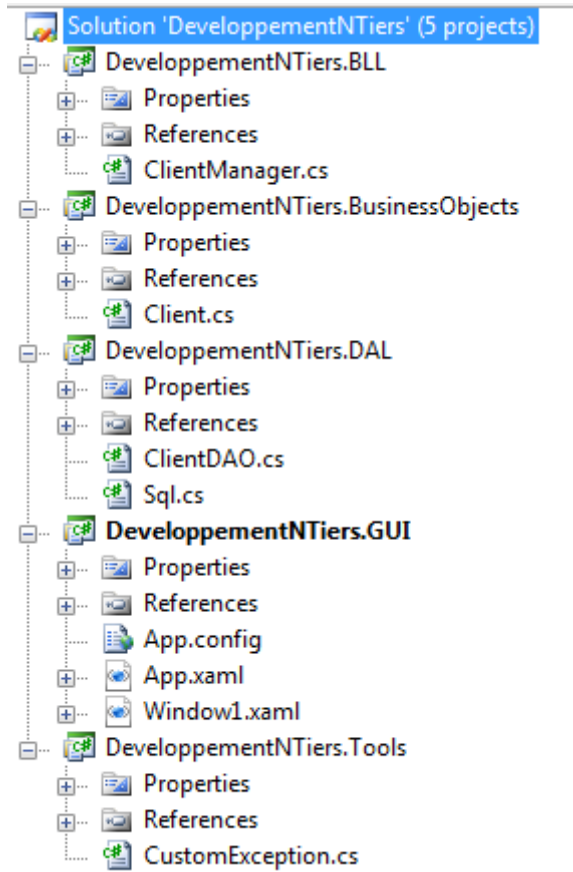 Solution 'DeveloppementNTiers' (5 projects)
DeveloppementNTiers.BLL
Properties
References
ClientManager.cs
DeveloppementNTiers.BusinessObjects
Properties
References
Client.cs
DeveloppementNTiers.DAL
Properties
References
ClientDAO.cs
Sql.cs
DeveloppementNTiers.GUI
Properties
References
App.config
App.xaml
Window1.xaml
DeveloppementNTiers.Tools
Properties
References
CustomException.cs